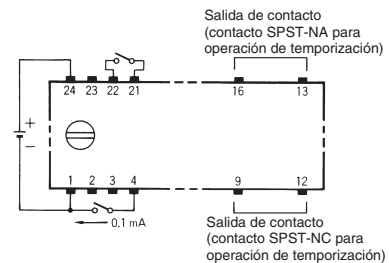 Salida de contacto
(contacto SPST-NA para
operación de temporización)
24 23 22 21 16 13
+
–
1 2 3 4 9 12
0,1 mA
Salida de contacto
(contacto SPST-NC para
operación de temporización)